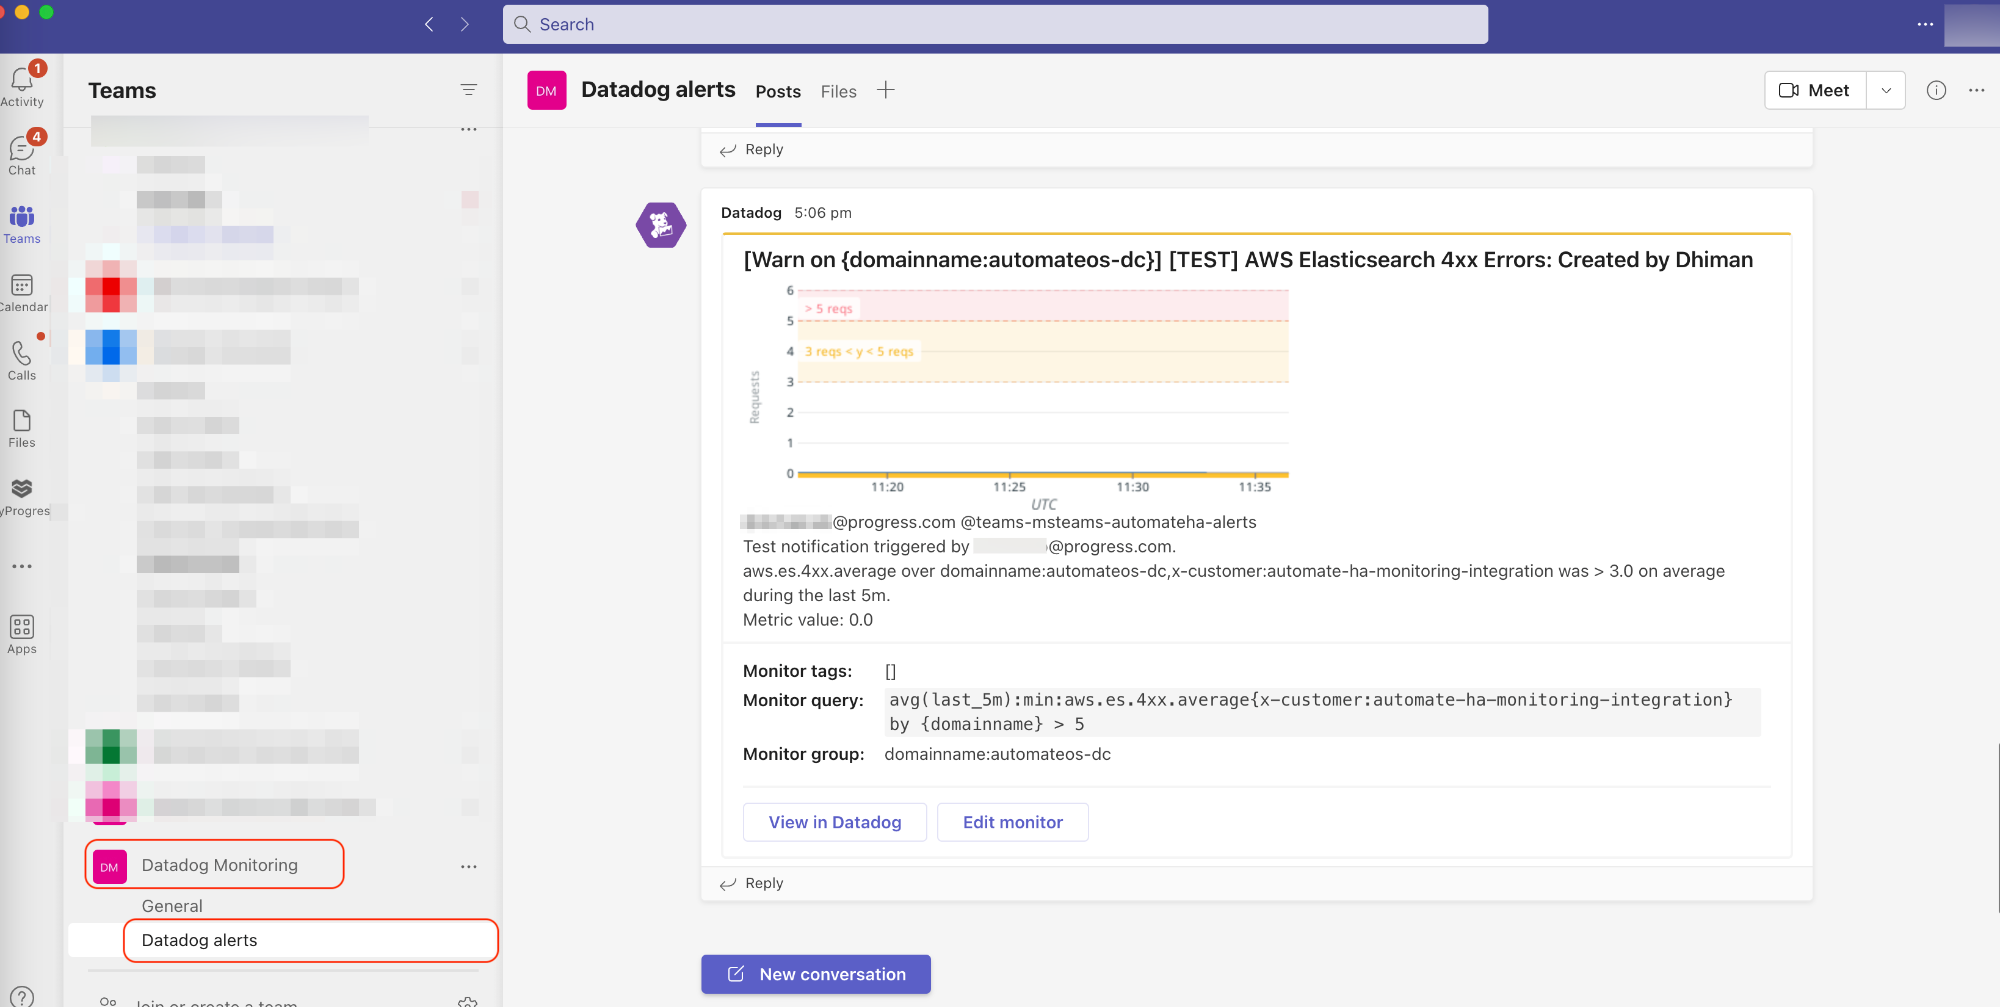 Search
1
Activity
4
Chat
Teams
Calendar
Calls
Files
yProgres
Apps
Teams
DM
Datadog Monitoring
General
Datadog alerts
Join or create a team
DM
Datadog alerts
Posts
Files
Meet
Reply
Datadog 5:06 pm
[Warn on {domainname:automateos-dc}] [TEST] AWS Elasticsearch 4xx Errors: Created by Dhiman
Requests
6
> 5 reqs
5
4
3 reqs < y < 5 reqs
3
2
1
0
11:20 11:25 11:30 11:35
UTC
@progress.com @teams-msteams-automateha-alerts
Test notification triggered by @progress.com.
aws.es.4xx.average over domainname:automateos-dc,x-customer:automate-ha-monitoring-integration was > 3.0 on average
during the last 5m.
Metric value: 0.0
Monitor tags: []
Monitor query: avg(last_5m):min:aws.es.4xx.average{x-customer:automate-ha-monitoring-integration}
by {domainname} > 5
Monitor group: domainname:automateos-dc
View in Datadog
Edit monitor
Reply
New conversation